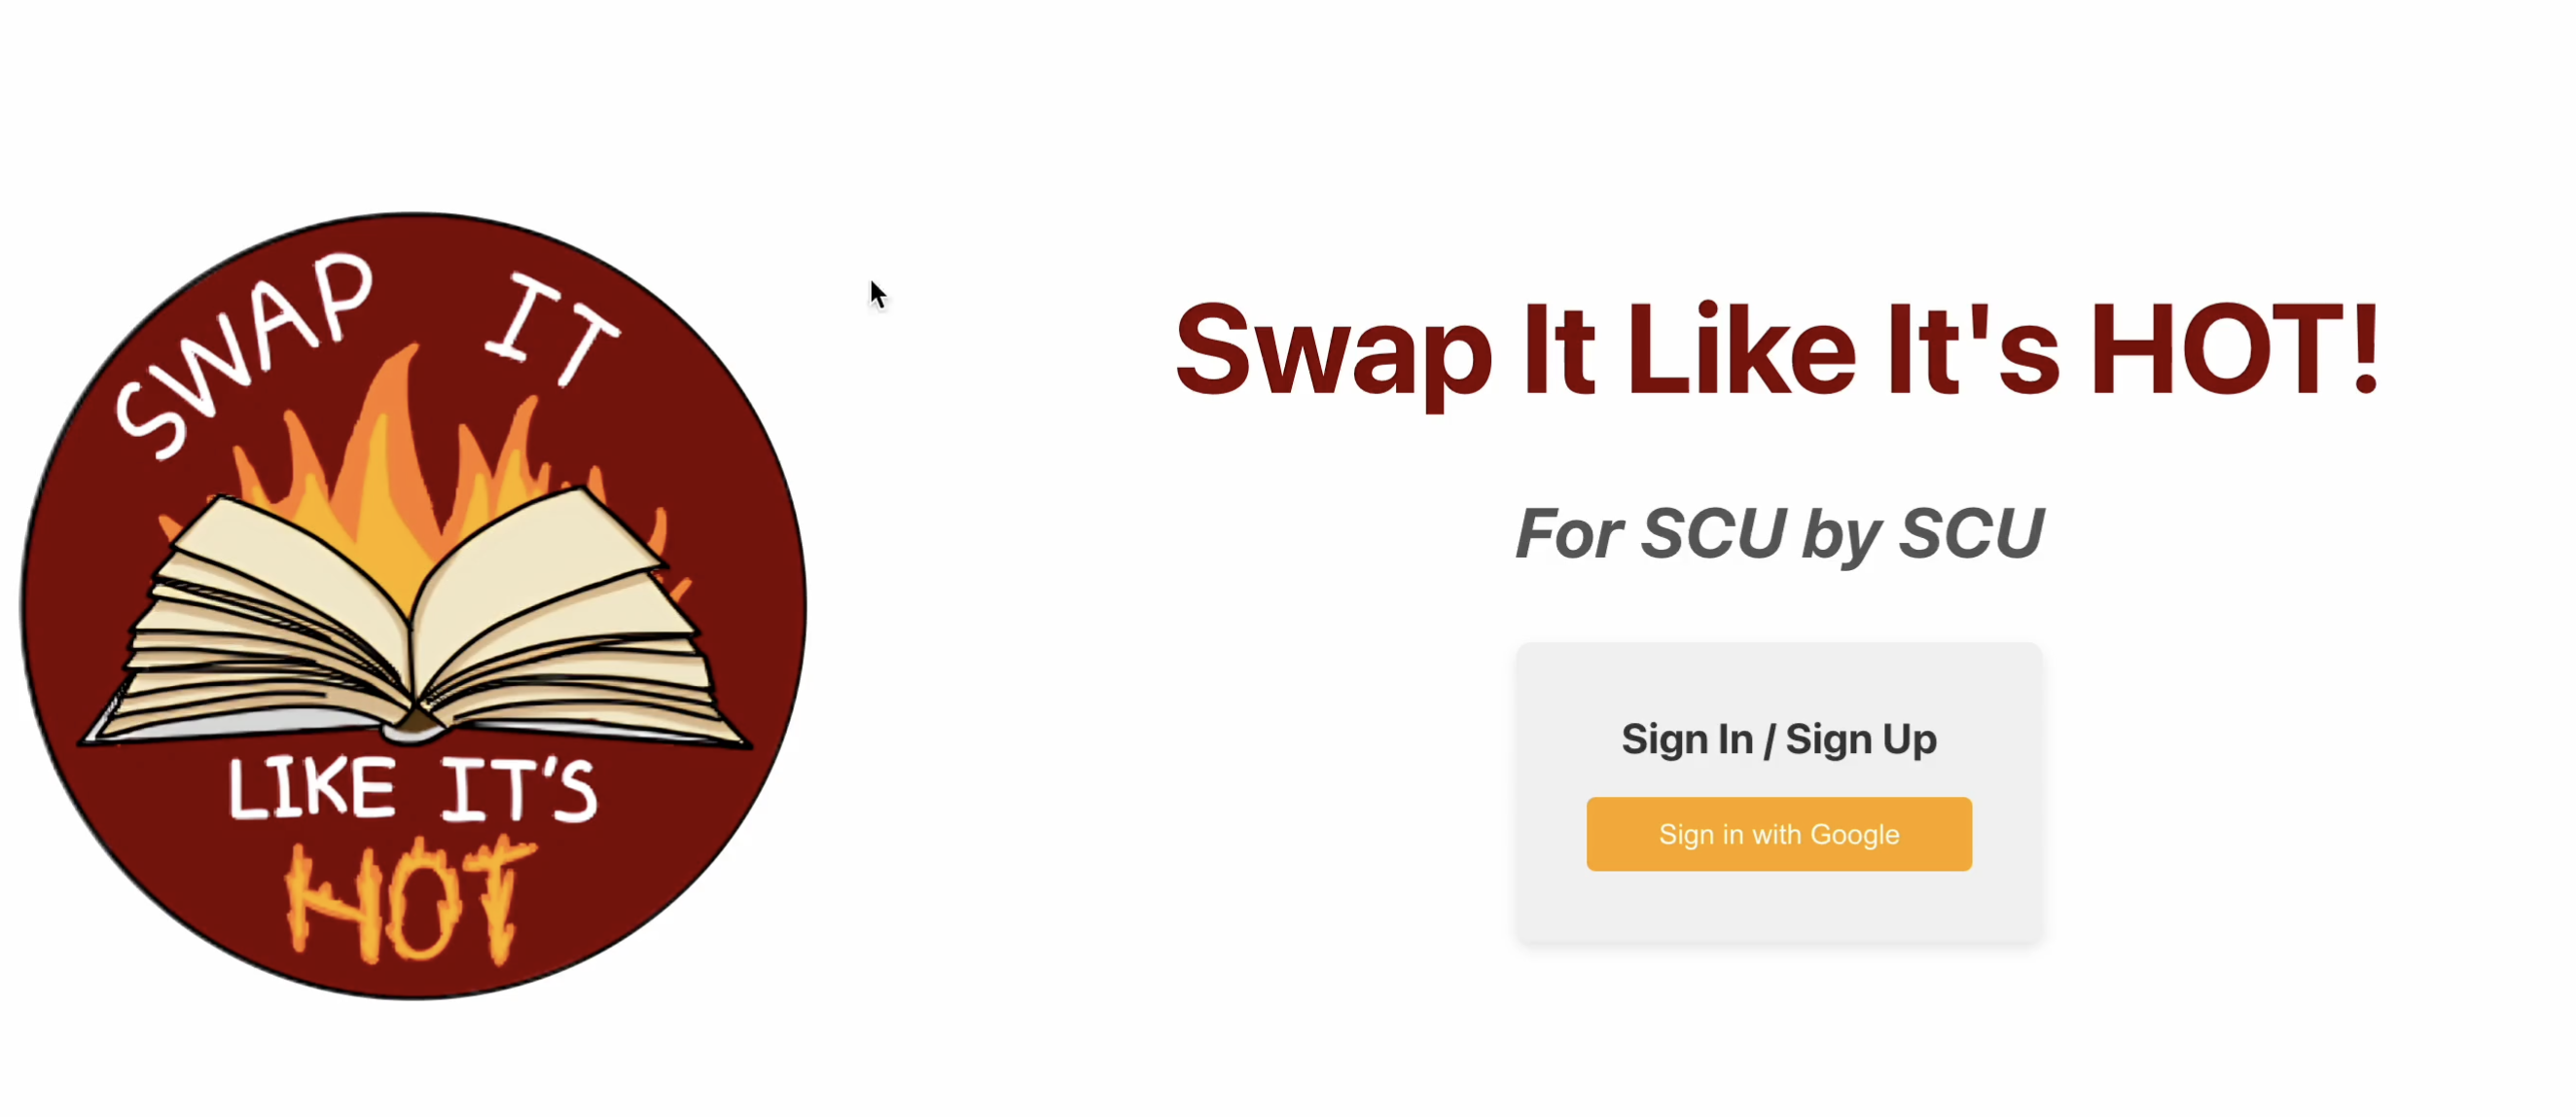 SWAP IT
LIKE IT'S
HOT
Swap It Like It's HOT!
For SCU by SCU
Sign In / Sign Up
Sign in with Google